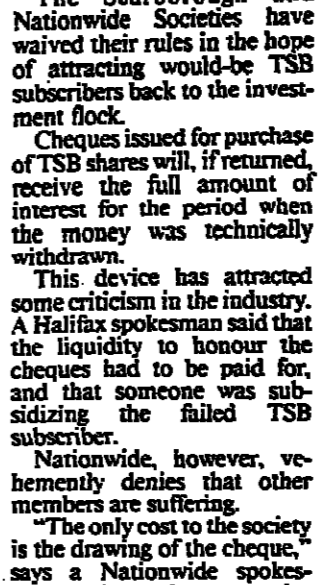 The Scarborough and
Nationwide Societies have
waived their rules in the hope
of attracting would-be TSB
subscribers back to the invest-
ment flock.
Cheques issued for purchase
of TSB shares will, if returned,
receive the full amount of
interest for the period when
the money was technically
withdrawn.
This device has attracted
some criticism in the industry.
A Halifax spokesman said that
the liquidity to honour the
cheques had to be paid for,
and that someone was sub-
sidizing the failed TSB
subscriber.
Nationwide, however, ve-
hemently denies that other
members are suffering.
"The only cost to the society
is the drawing of the cheque,"
says a Nationwide spokes-